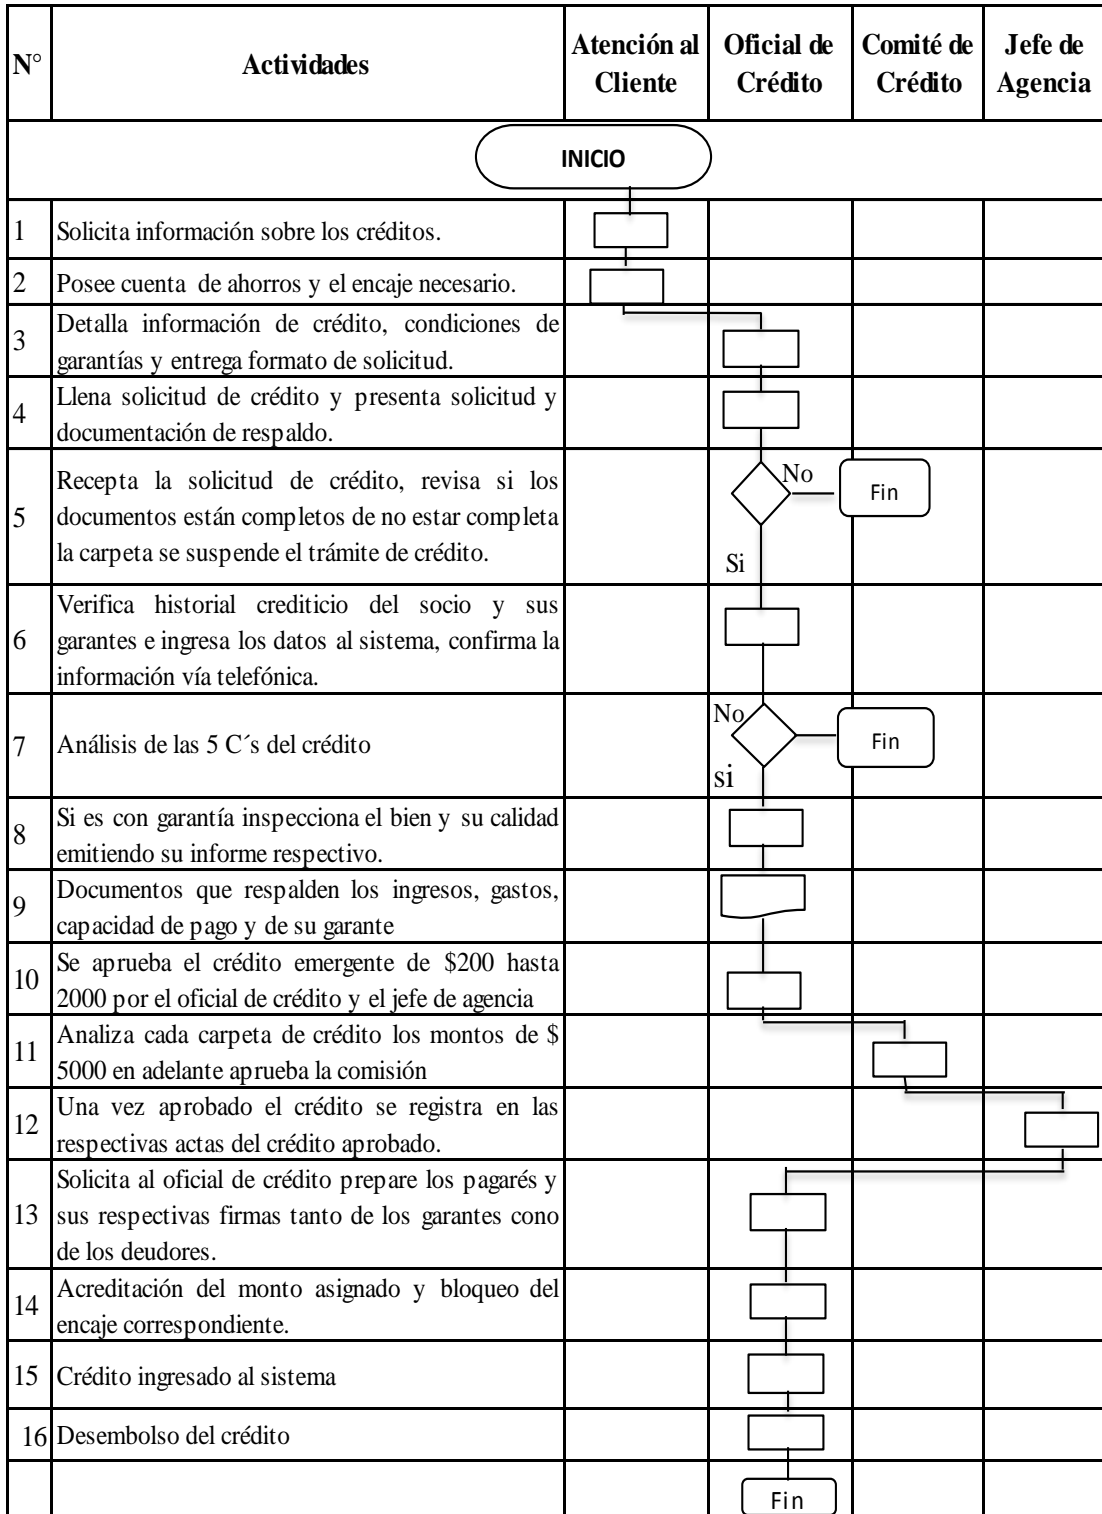 N° Actividades Atención al Cliente Oficial de Crédito Comité de Crédito Jefe de Agencia
INICIO
1 Solicita información sobre los créditos.
2 Posee cuenta de ahorros y el encaje necesario.
3 Detalla información de crédito, condiciones de
garantías y entrega formato de solicitud.
4 Llena solicitud de crédito y presenta solicitud y
documentación de respaldo.
5 Recepta la solicitud de crédito, revisa si los
documentos están completos de no estar completa
la carpeta se suspende el trámite de crédito.
No
Fin
Si
6 Verifica historial crediticio del socio y sus
garantes e ingresa los datos al sistema, confirma la
información vía telefónica.
7 Análisis de las 5 C´s del crédito
No
Fin
si
8 Si es con garantía inspecciona el bien y su calidad
emitiendo su informe respectivo.
9 Documentos que respalden los ingresos, gastos,
capacidad de pago y de su garante
10 Se aprueba el crédito emergente de $200 hasta
2000 por el oficial de crédito y el jefe de agencia
11 Analiza cada carpeta de crédito los montos de $
5000 en adelante aprueba la comisión
12 Una vez aprobado el crédito se registra en las
respectivas actas del crédito aprobado.
13 Solicita al oficial de crédito prepare los pagarés y
sus respectivas firmas tanto de los garantes cono
de los deudores.
14 Acreditación del monto asignado y bloqueo del
encaje correspondiente.
15 Crédito ingresado al sistema
16 Desembolso del crédito
Fin